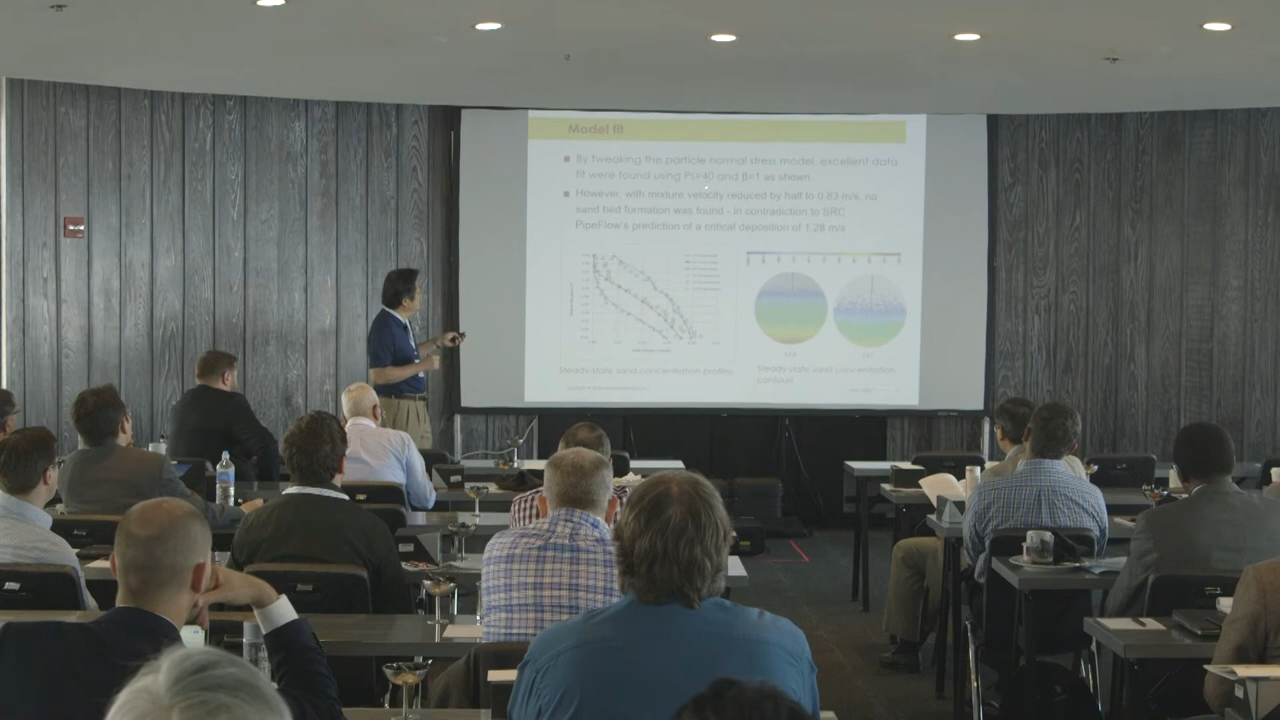 Model fit
By tweaking the particle normal stress model, excellent data
fit were found using Ps=40 and β=1 as shown
However, with mixture velocity reduced by half to 0.83 m/s, no
sand bed formation was found - in contradiction to SRC
PipeFlow's prediction of a critical deposition of 1.28 m/s
Steady-state sand concentration profiles
Steady state sand concentration
contours